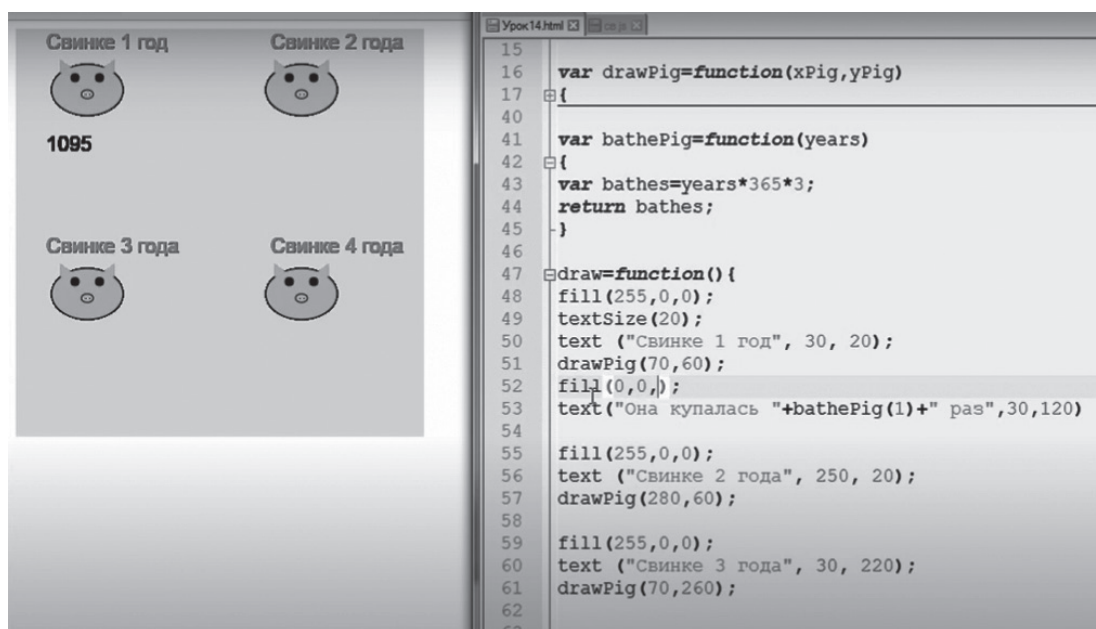 Свинке 1 год
Свинке 2 года
1095
Свинке 3 года
Свинке 4 года
Урок14.html
15
16 var drawPig=function(xPig,yPig)
17 {
40
41 var bathePig=function(years)
42 {
43 var bathes=years*365*3;
44 return bathes;
45 }
46
47 draw=function(){
48 fill(255,0,0);
49 textSize(20);
50 text ("Свинке 1 год", 30, 20);
51 drawPig(70,60);
52 fill(0,0,);
53 text("Она купалась "+bathePig(1)+" раз",30,120)
54
55 fill(255,0,0);
56 text ("Свинке 2 года", 250, 20);
57 drawPig(280,60);
58
59 fill(255,0,0);
60 text ("Свинке 3 года", 30, 220);
61 drawPig(70,260);
62